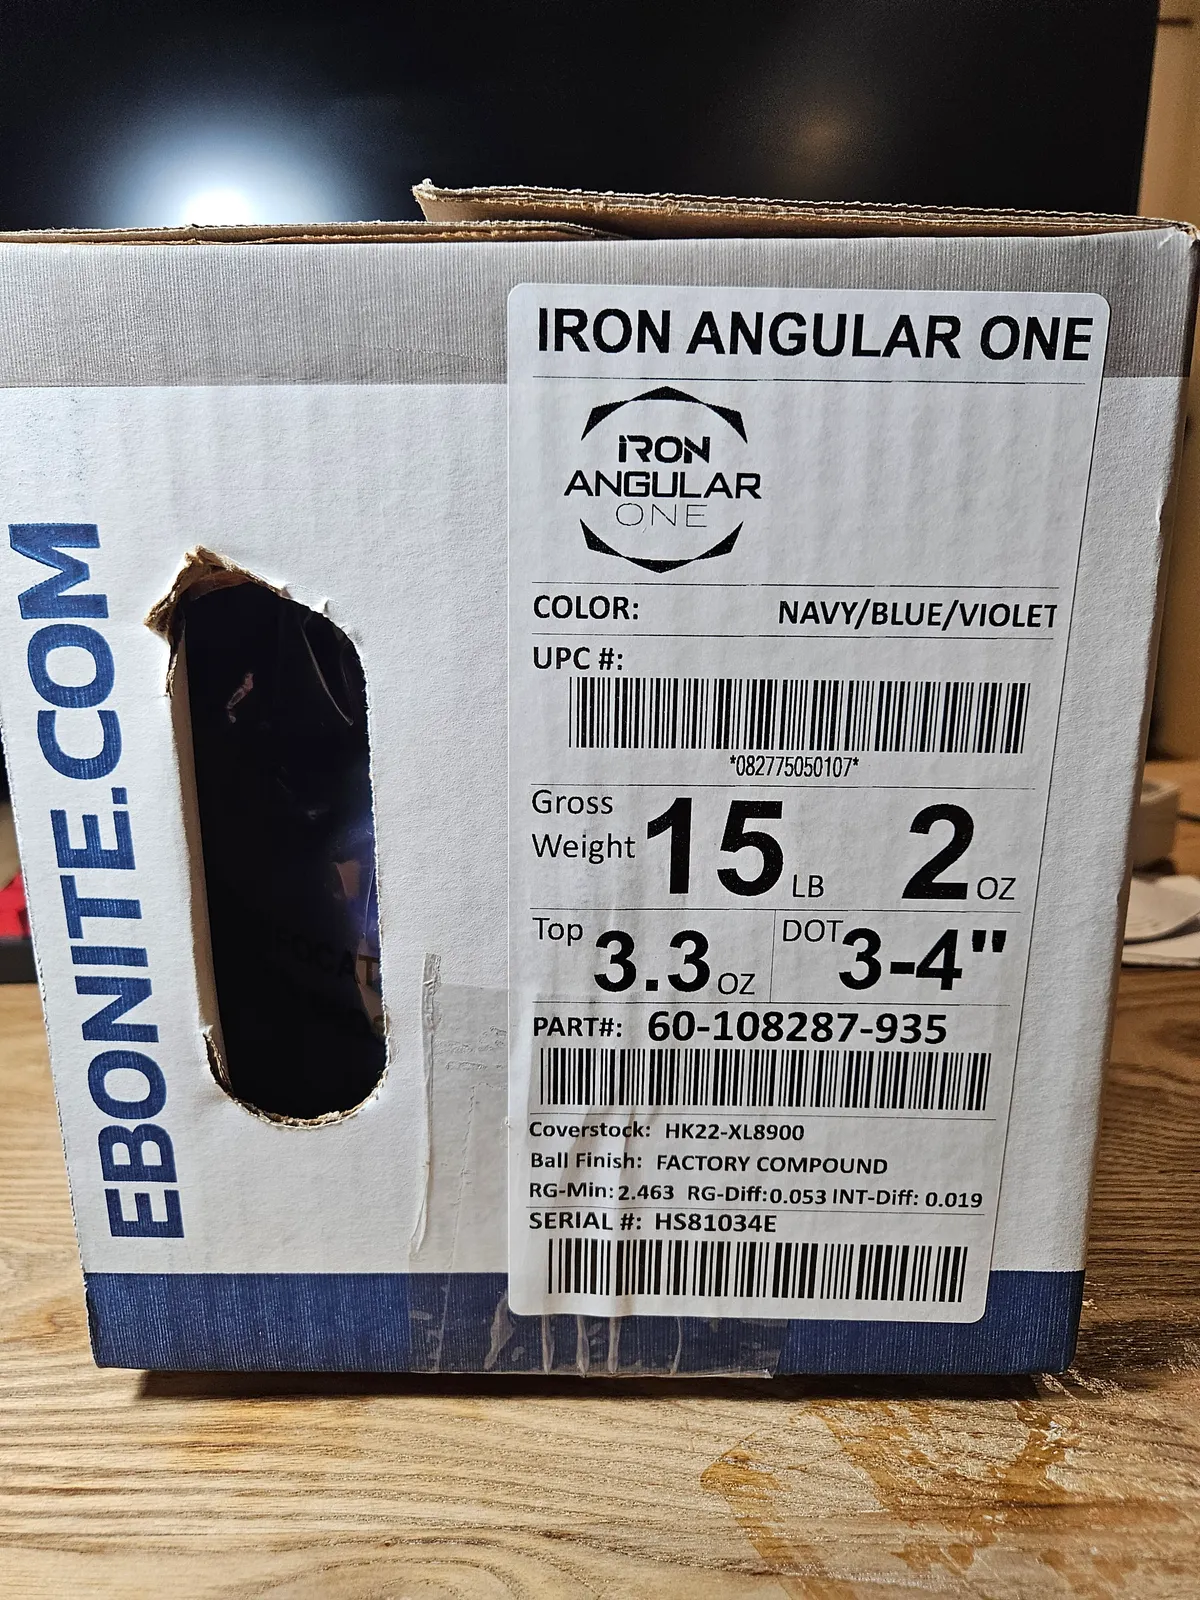 IRON ANGULAR ONE
IRON
ANGULAR
ONE
COLOR: NAVY/BLUE/VIOLET
UPC #:
*082775050107*
Gross
Weight 15 LB 2 OZ
Top 3.3 OZ DOT 3-4"
PART#: 60-108287-935
Coverstock: HK22-XL8900
Ball Finish: FACTORY COMPOUND
RG-Min: 2.463 RG-Diff: 0.053 INT-Diff: 0.019
SERIAL #: HS81034E
EBONITE.COM